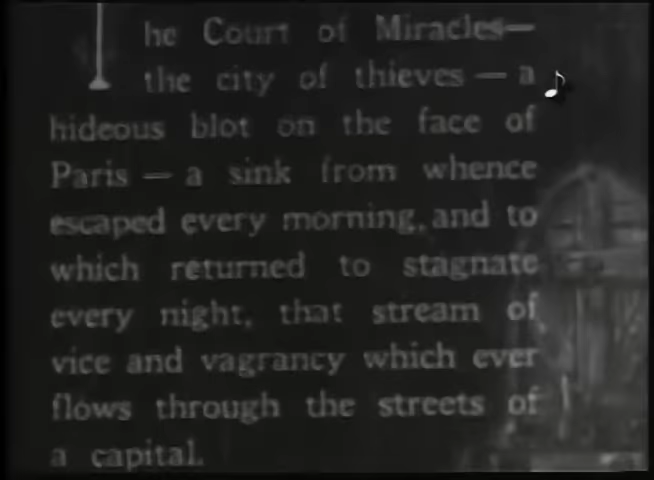 The Court of Miracles—
the city of thieves — a
hideous blot on the face of
Paris — a sink from whence
escaped every morning, and to
which returned to stagnate
every night, that stream of
vice and vagrancy which ever
flows through the streets of
a capital.